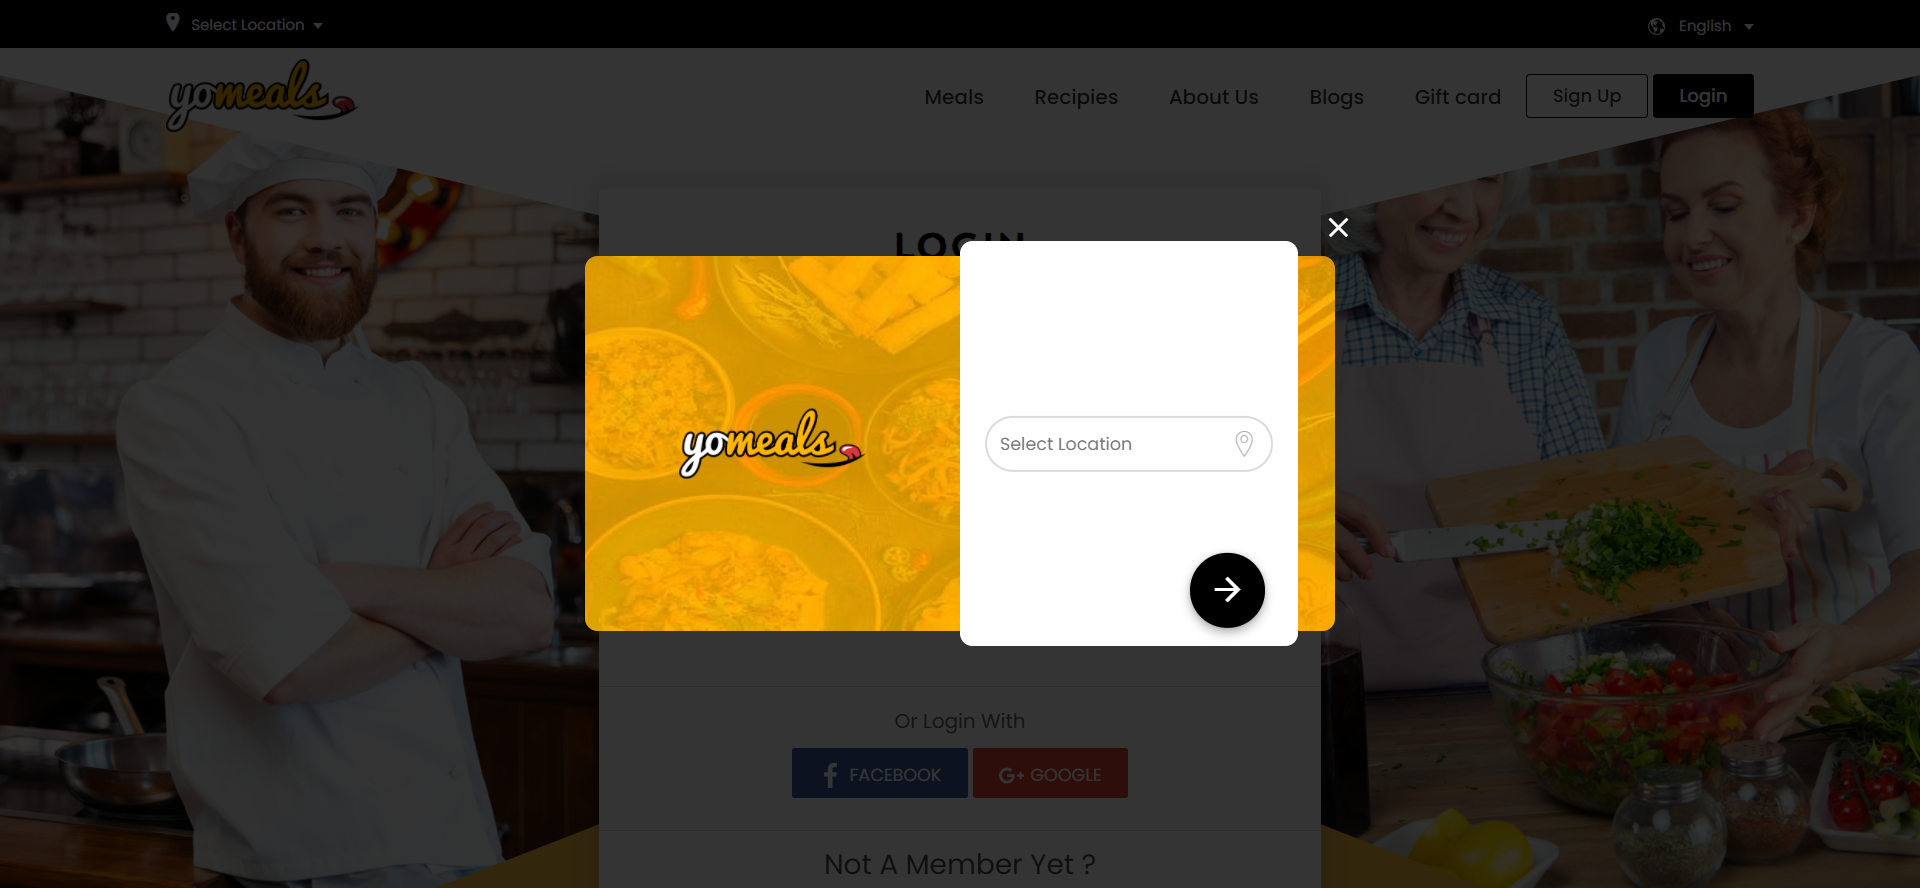 Select Location
English
yomeals
Meals
Recipies
About Us
Blogs
Gift card
Sign Up
Login
LOGIN
yomeals
Select Location
Or Login With
FACEBOOK
G+ GOOGLE
Not A Member Yet ?